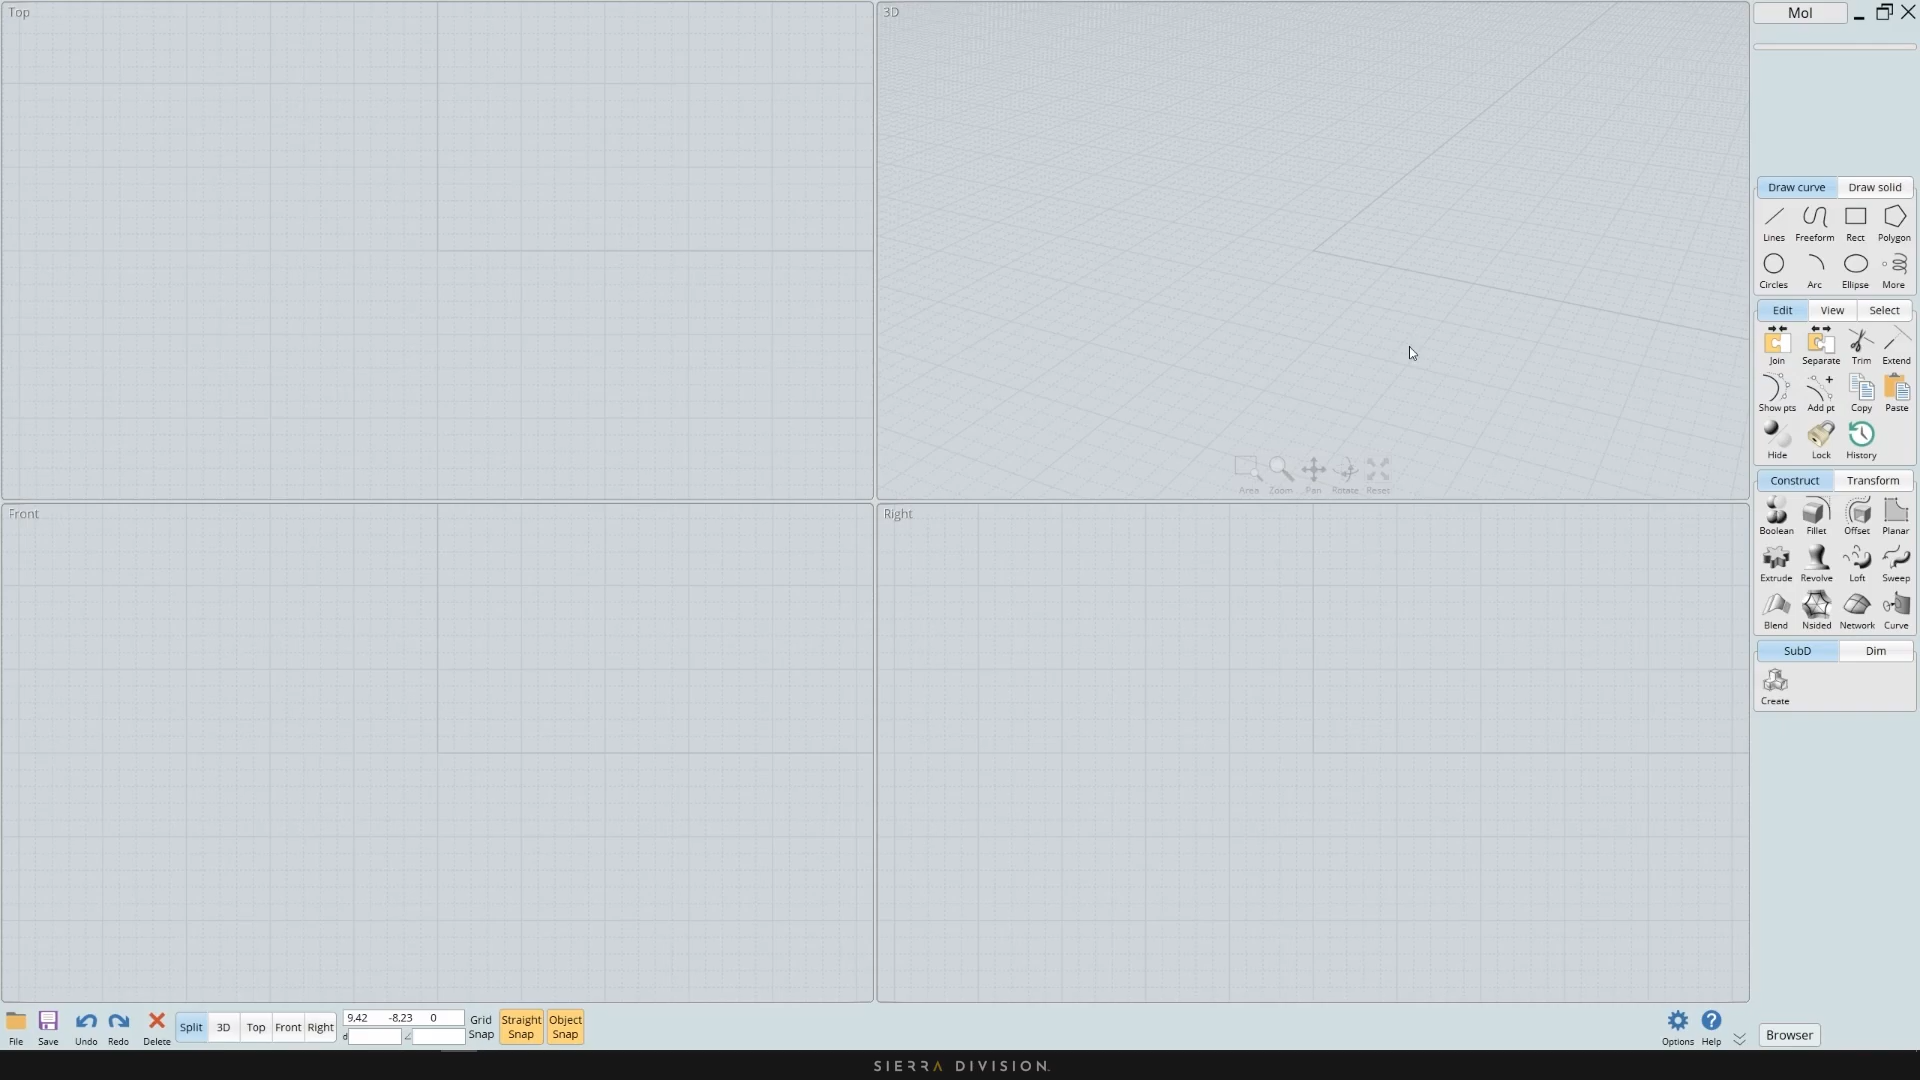 Top
3D
MoI
Draw curve Draw solid
Lines Freeform Rect Polygon
Circles Arc Ellipse More
Edit View Select
Join Separate Trim Extend
Show pts Add pt Copy Paste
Hide Lock History
Area Zoom Pan Rotate Reset
Construct Transform
Boolean Fillet Offset Planar
Extrude Revolve Loft Sweep
Blend Nsided Network Curve
SubD Dim
Create
Front
Right
File Save Undo Redo Delete
Split 3D Top Front Right
9,42 -8,23 0
d
Grid Snap
Straight Snap
Object Snap
Options Help
Browser
SIERRA DIVISION.